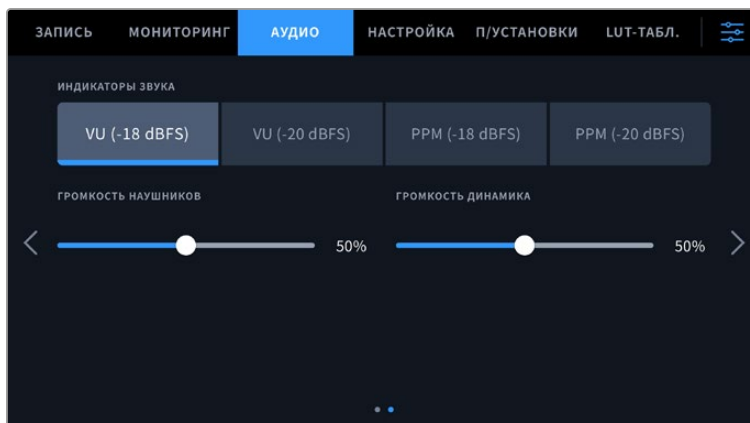 ЗАПИСЬ МОНИТОРИНГ АУДИО НАСТРОЙКА П/УСТАНОВКИ LUT-ТАБЛ.
ИНДИКАТОРЫ ЗВУКА
VU (-18 dBFS) VU (-20 dBFS) PPM (-18 dBFS) PPM (-20 dBFS)
ГРОМКОСТЬ НАУШНИКОВ ГРОМКОСТЬ ДИНАМИКА
50% 50%